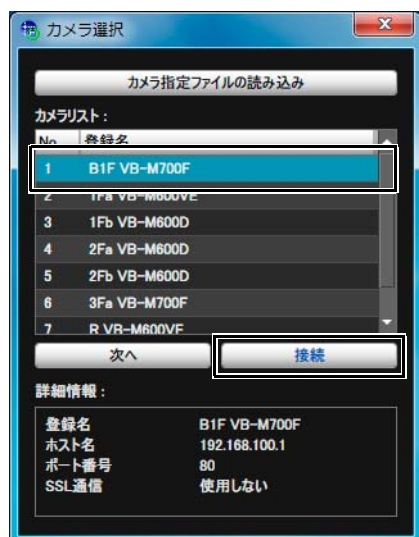 カメラ選択
カメラ指定ファイルの読み込み
カメラリスト：
No. 登録名
1 B1F VB-M700F
2 1Fa VB-M600VE
3 1Fb VB-M600D
4 2Fa VB-M600D
5 2Fb VB-M600D
6 3Fa VB-M700F
7 R VB-M600VE
次へ 接続
詳細情報：
登録名 B1F VB-M700F
ホスト名 192.168.100.1
ポート番号 80
SSL通信 使用しない